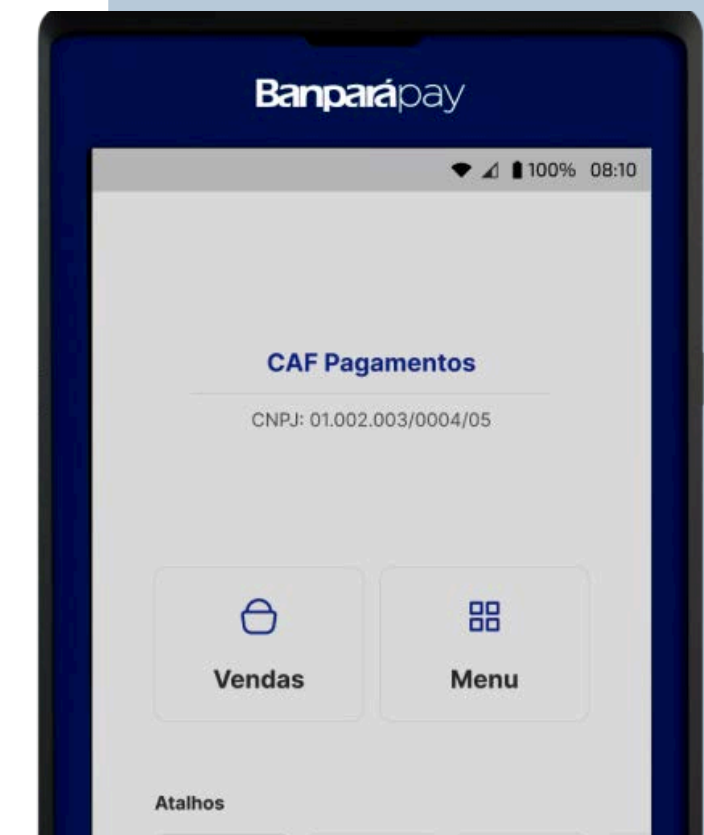 Banparápay
100% 08:10
CAF Pagamentos
CNPJ: 01.002.003/0004/05
Vendas
Menu
Atalhos